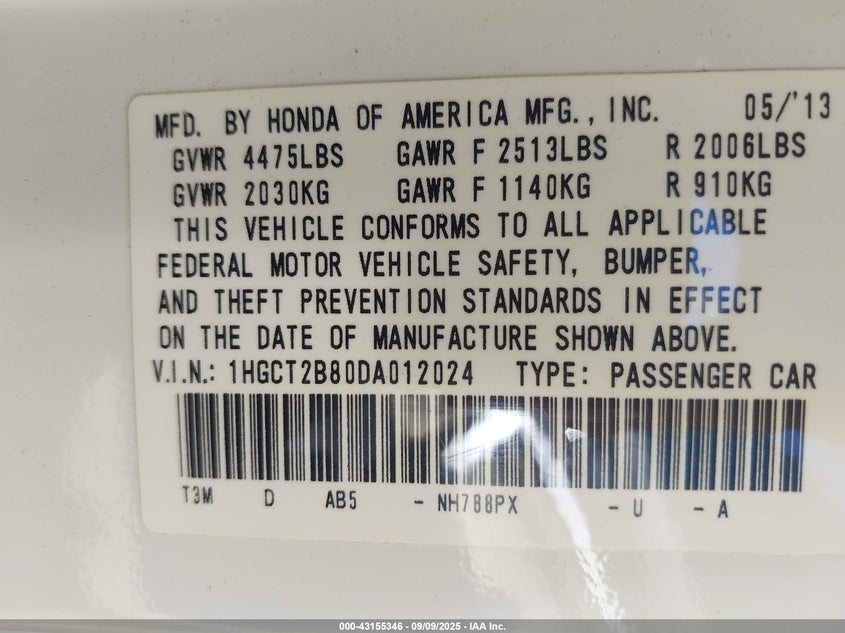 MFD. BY HONDA OF AMERICA MFG., INC. 05/'13
GVWR 4475LBS GAWR F 2513LBS R 2006LBS
GVWR 2030KG GAWR F 1140KG R 910KG
THIS VEHICLE CONFORMS TO ALL APPLICABLE
FEDERAL MOTOR VEHICLE SAFETY, BUMPER,
AND THEFT PREVENTION STANDARDS IN EFFECT
ON THE DATE OF MANUFACTURE SHOWN ABOVE.
V.I.N.: 1HGCT2B80DA012024 TYPE: PASSENGER CAR
T3M D AB5 - NH788PX - U - A
000-43155346 - 09/09/2025 - IAA Inc.